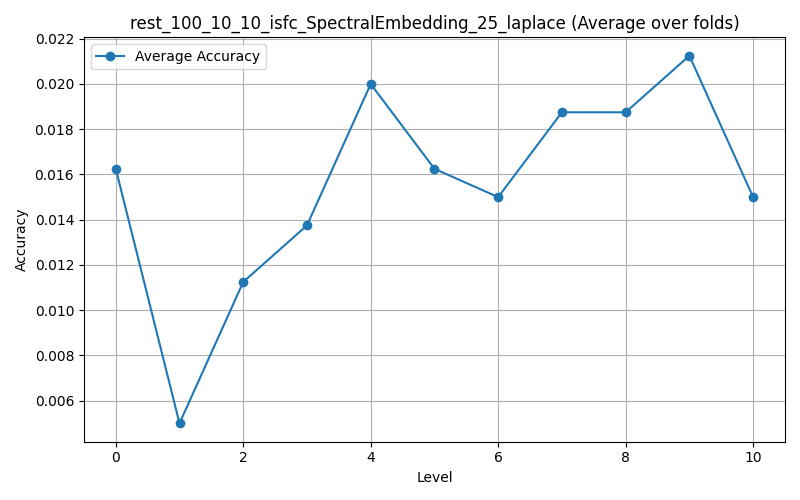 rest_100_10_10_isfc_SpectralEmbedding_25_laplace (Average over folds)
Average Accuracy
0.022
0.020
0.018
0.016
0.014
0.012
0.010
0.008
0.006
Accuracy
0 2 4 6 8 10
Level